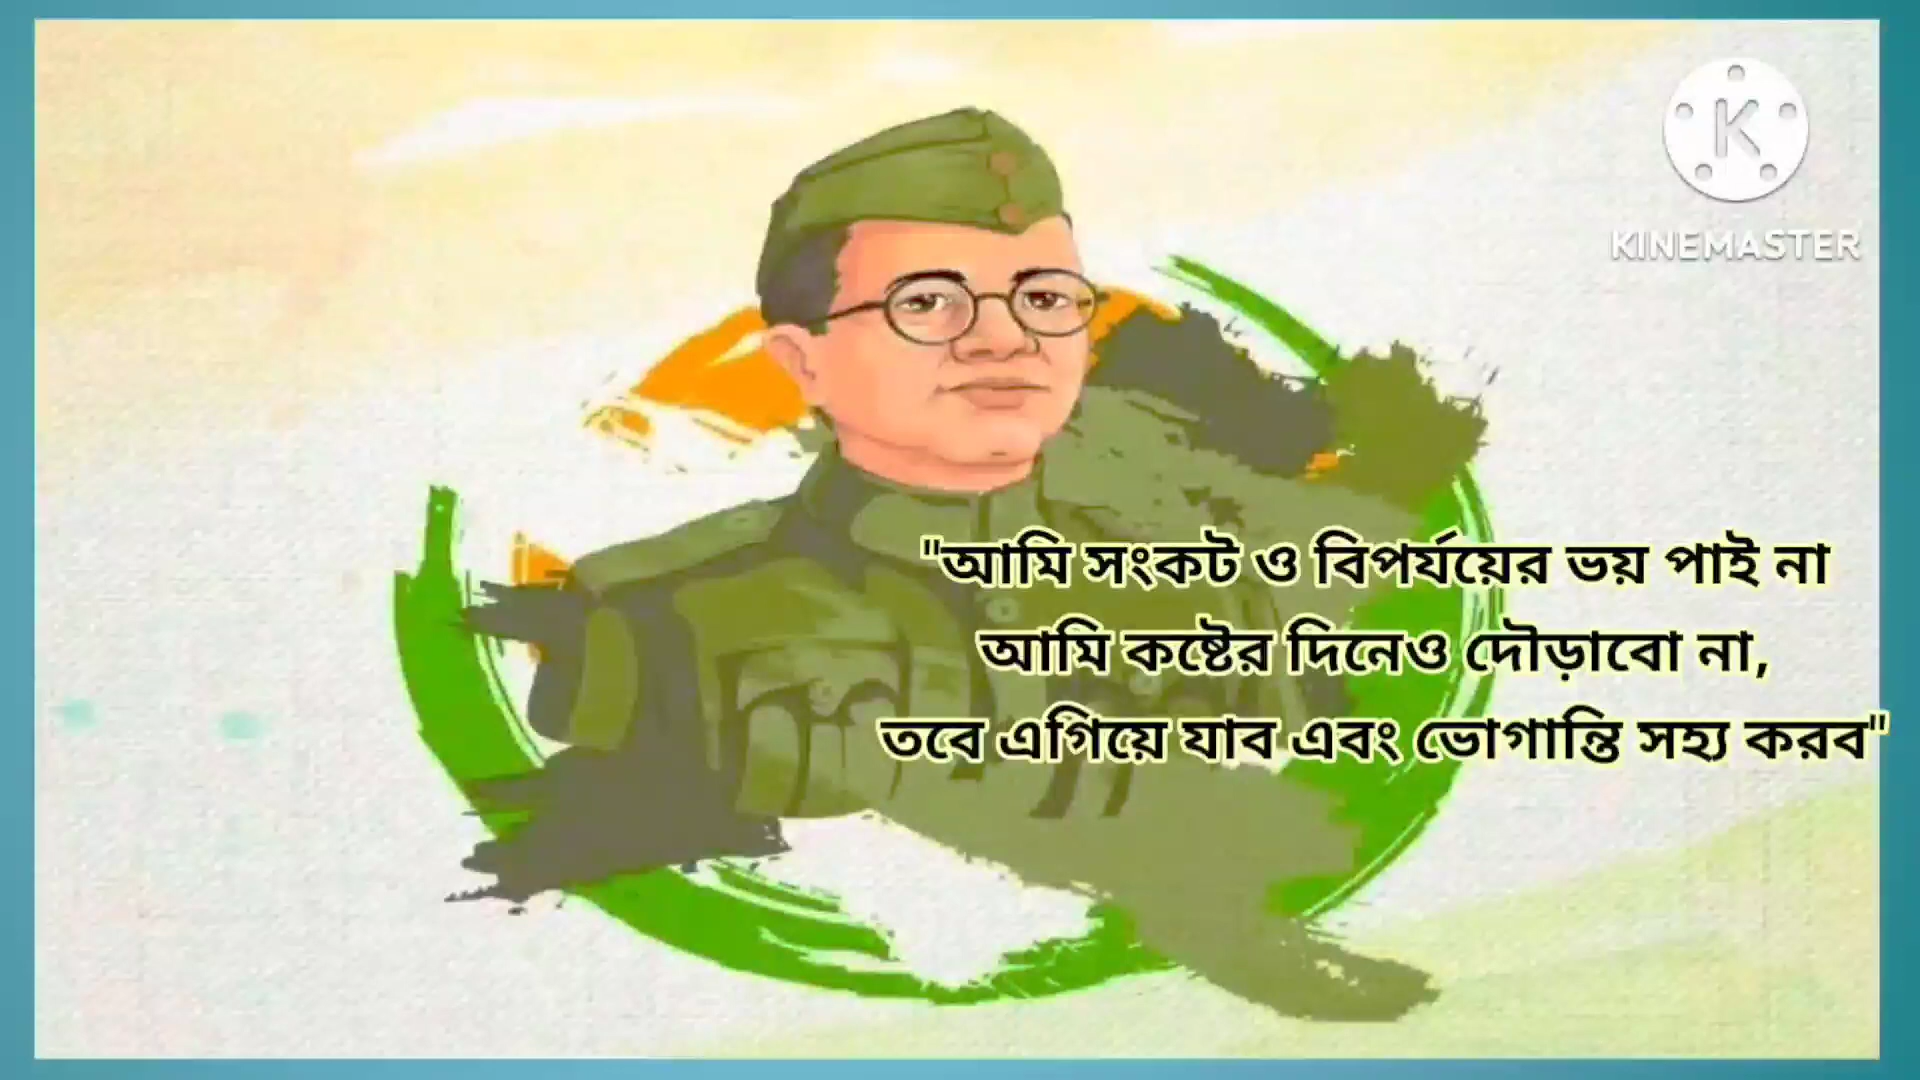 KINEMASTER
"আমি সংকট ও বিপর্যয়ের ভয় পাই না
আমি কষ্টের দিনেও দৌড়াবো না,
তবে এগিয়ে যাব এবং ভোগান্তি সহ্য করব"